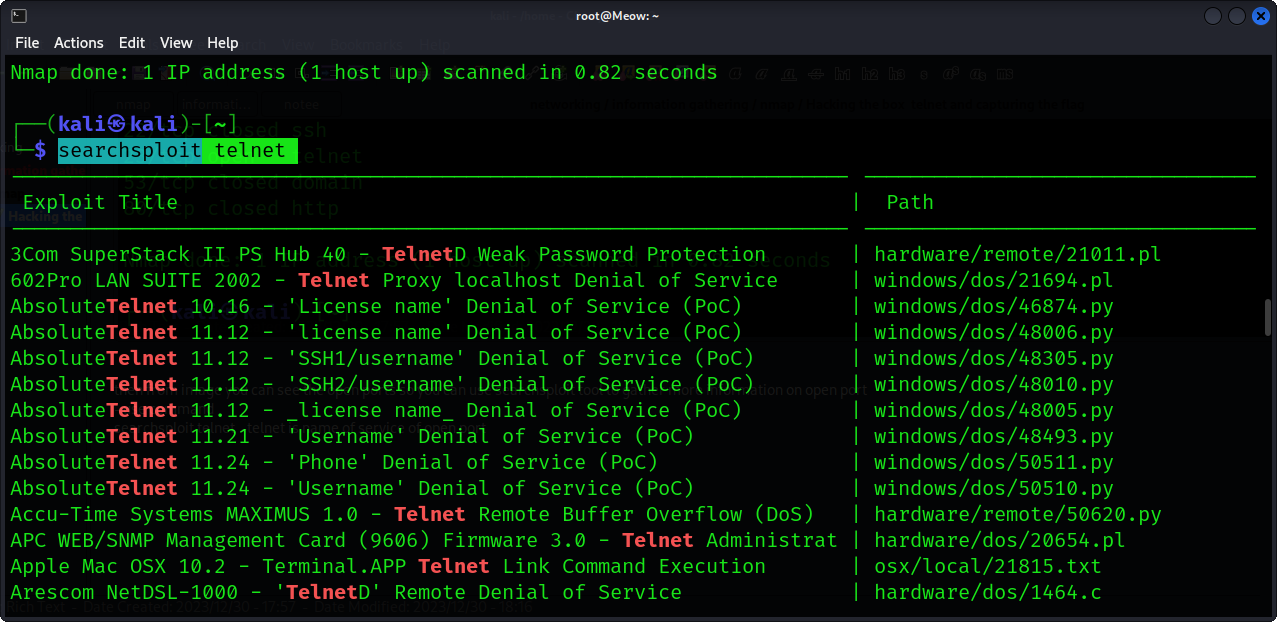 root@Meow: ~
File Actions Edit View Help
Nmap done: 1 IP address (1 host up) scanned in 0.82 seconds
┌──(kali㉿kali)-[~]
└─$ searchsploit telnet
Exploit Title | Path
3Com SuperStack II PS Hub 40 - TelnetD Weak Password Protection | hardware/remote/21011.pl
602Pro LAN SUITE 2002 - Telnet Proxy localhost Denial of Service | windows/dos/21694.pl
AbsoluteTelnet 10.16 - 'License name' Denial of Service (PoC) | windows/dos/46874.py
AbsoluteTelnet 11.12 - 'license name' Denial of Service (PoC) | windows/dos/48006.py
AbsoluteTelnet 11.12 - 'SSH1/username' Denial of Service (PoC) | windows/dos/48305.py
AbsoluteTelnet 11.12 - 'SSH2/username' Denial of Service (PoC) | windows/dos/48010.py
AbsoluteTelnet 11.12 - _license name_ Denial of Service (PoC) | windows/dos/48005.py
AbsoluteTelnet 11.21 - 'Username' Denial of Service (PoC) | windows/dos/48493.py
AbsoluteTelnet 11.24 - 'Phone' Denial of Service (PoC) | windows/dos/50511.py
AbsoluteTelnet 11.24 - 'Username' Denial of Service (PoC) | windows/dos/50510.py
Accu-Time Systems MAXIMUS 1.0 - Telnet Remote Buffer Overflow (DoS) | hardware/remote/50620.py
APC WEB/SNMP Management Card (9606) Firmware 3.0 - Telnet Administrat | hardware/dos/20654.pl
Apple Mac OSX 10.2 - Terminal.APP Telnet Link Command Execution | osx/local/21815.txt
Arescom NetDSL-1000 - 'TelnetD' Remote Denial of Service | hardware/dos/1464.c